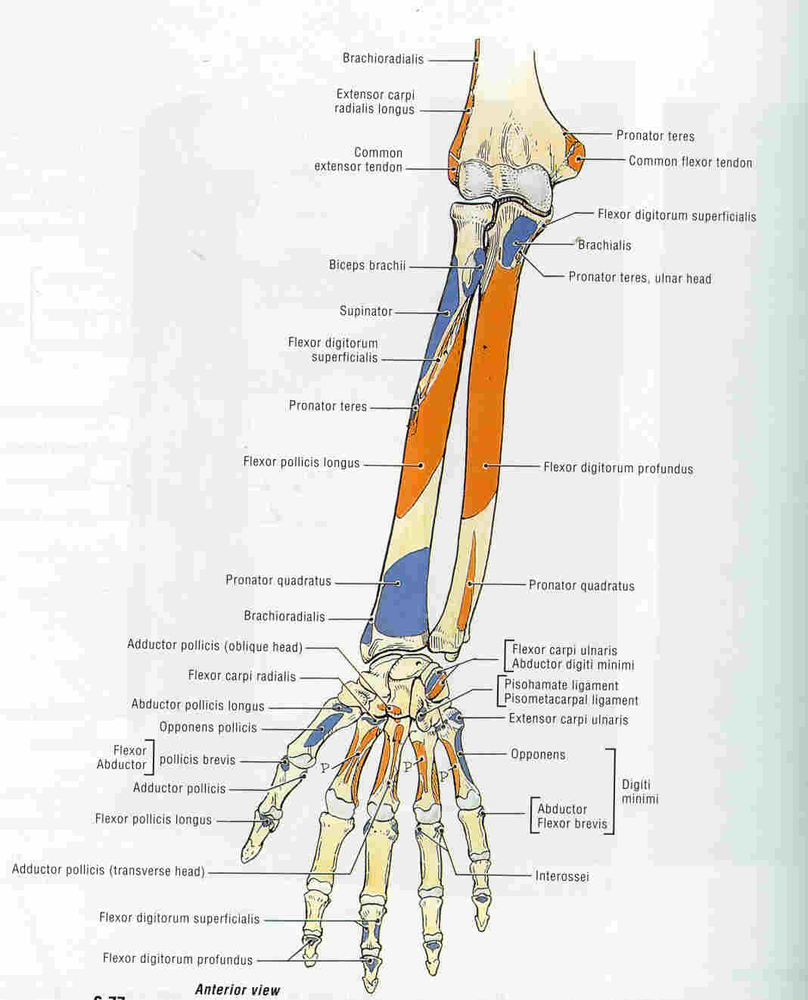 Brachioradialis
Extensor carpi
radialis longus
Pronator teres
Common
extensor tendon
Common flexor tendon
Flexor digitorum superficialis
Brachialis
Biceps brachii
Pronator teres, ulnar head
Supinator
Flexor digitorum
superficialis
Pronator teres
Flexor pollicis longus
Flexor digitorum profundus
Pronator quadratus
Pronator quadratus
Brachioradialis
Adductor pollicis (oblique head)
Flexor carpi ulnaris
Abductor digiti minimi
Flexor carpi radialis
Pisohamate ligament
Pisometacarpal ligament
Abductor pollicis longus
Extensor carpi ulnaris
Opponens pollicis
Flexor
Abductor
pollicis brevis
Opponens
P
P
P
Digiti
minimi
Adductor pollicis
Abductor
Flexor brevis
Flexor pollicis longus
Adductor pollicis (transverse head)
Interossei
Flexor digitorum superficialis
Flexor digitorum profundus
Anterior view